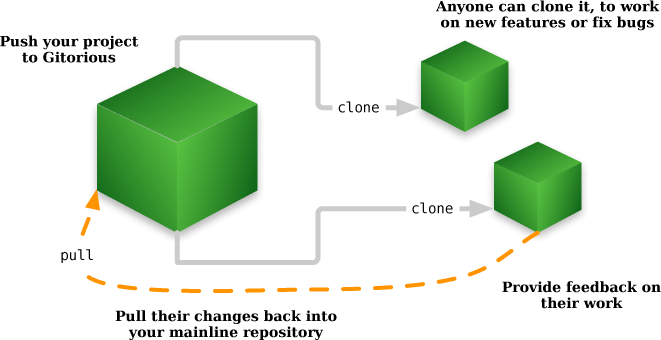 Anyone can clone it, to work
on new features or fix bugs
Push your project
to Gitorious
clone
clone
pull
Provide feedback on
their work
Pull their changes back into
your mainline repository